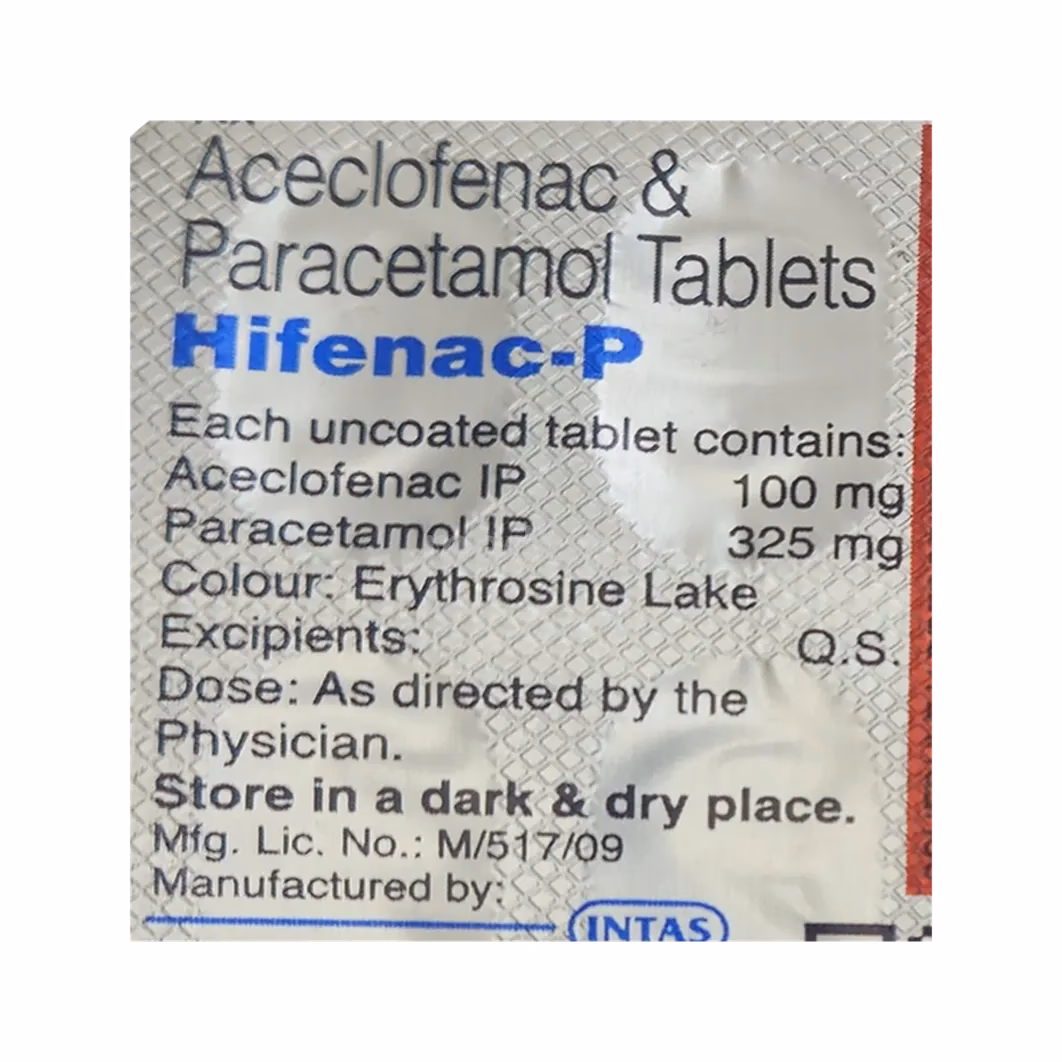 Aceclofenac &
Paracetamol Tablets
Hifenac-P
Each uncoated tablet contains:
Aceclofenac IP 100 mg
Paracetamol IP 325 mg
Colour: Erythrosine Lake
Excipients: Q.S.
Dose: As directed by the
Physician.
Store in a dark & dry place.
Mfg. Lic. No.: M/517/09
Manufactured by:
INTAS